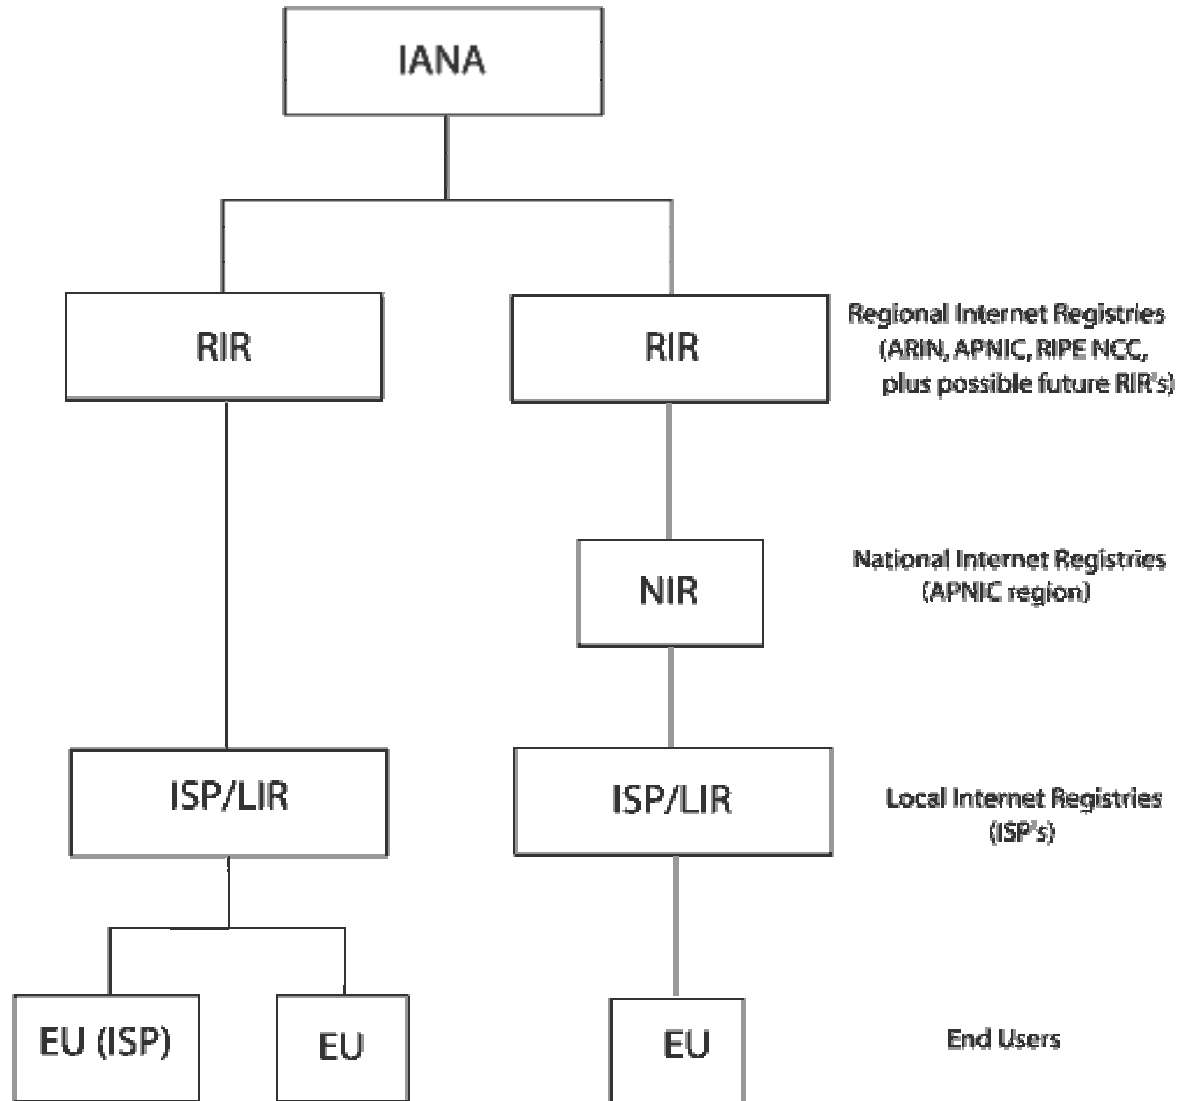 IANA
RIR
RIR
Regional Internet Registries
(ARIN, APNIC, RIPE NCC,
plus possible future RIR's)
NIR
National Internet Registries
(APNIC region)
ISP/LIR
ISP/LIR
Local Internet Registries
(ISP's)
EU (ISP)
EU
EU
End Users